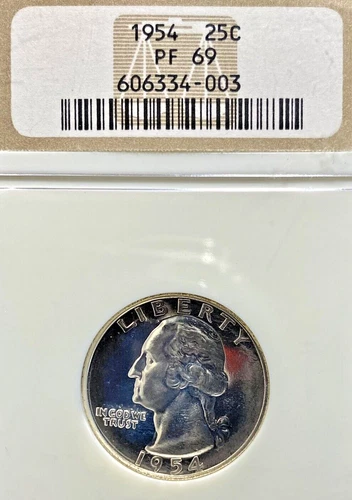 1954 25C
PF 69
606334-003
LIBERTY
IN GOD WE
TRUST
1954